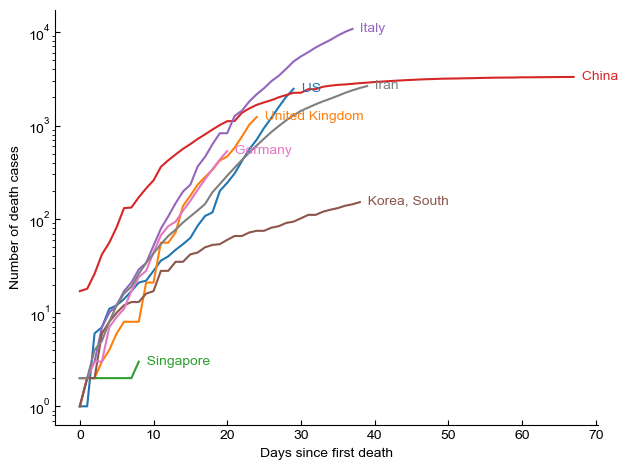 10⁴
10³
10²
10¹
10⁰
Number of death cases
Italy
China
Iran
US
United Kingdom
Germany
Korea, South
Singapore
0 10 20 30 40 50 60 70
Days since first death